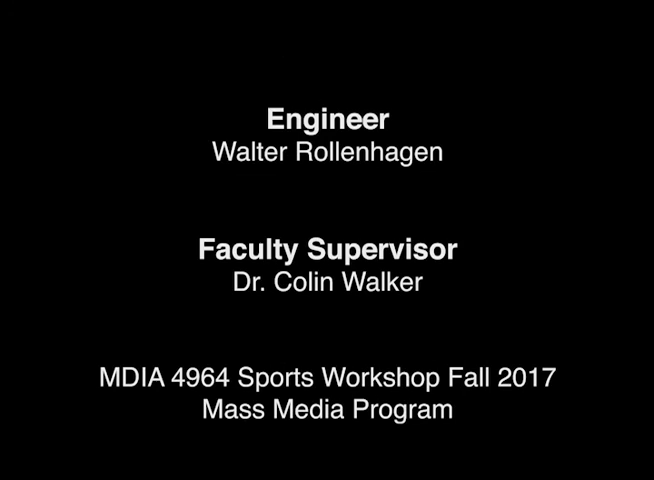 Engineer
Walter Rollenhagen
Faculty Supervisor
Dr. Colin Walker
MDIA 4964 Sports Workshop Fall 2017
Mass Media Program